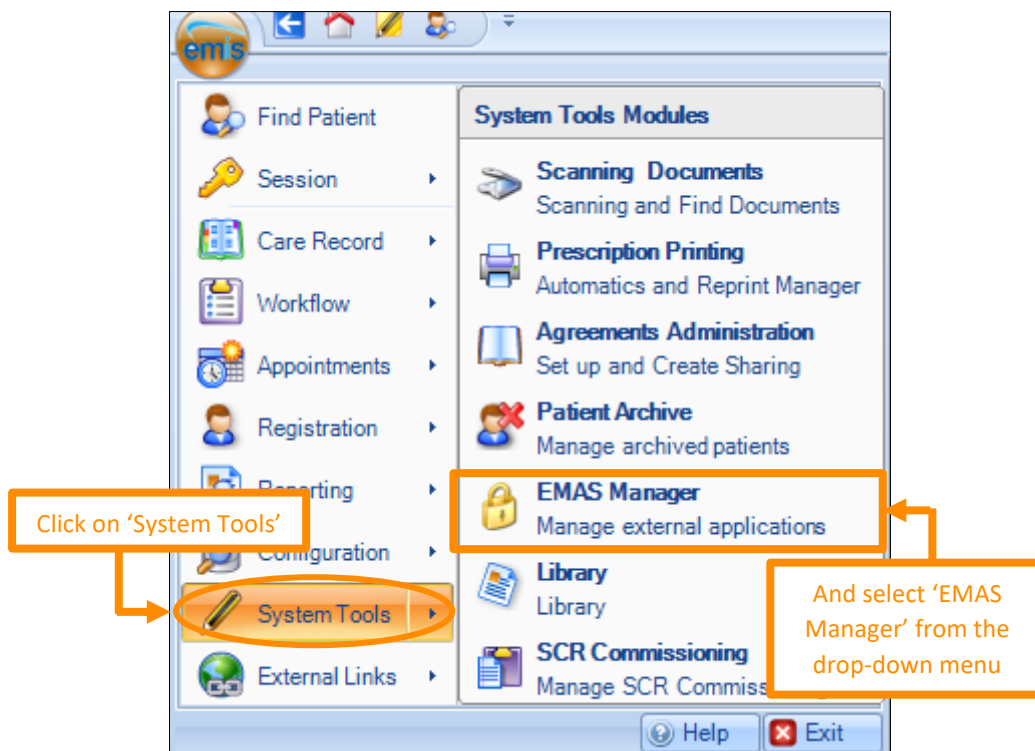 emis
Find Patient
Session
Care Record
Workflow
Appointments
Registration
Reporting
Configuration
System Tools
External Links
System Tools Modules
Scanning Documents
Scanning and Find Documents
Prescription Printing
Automatics and Reprint Manager
Agreements Administration
Set up and Create Sharing
Patient Archive
Manage archived patients
EMAS Manager
Manage external applications
Library
Library
SCR Commissioning
Manage SCR Commiss
Help
Exit
Click on ‘System Tools’
And select ‘EMAS
Manager’ from the
drop-down menu